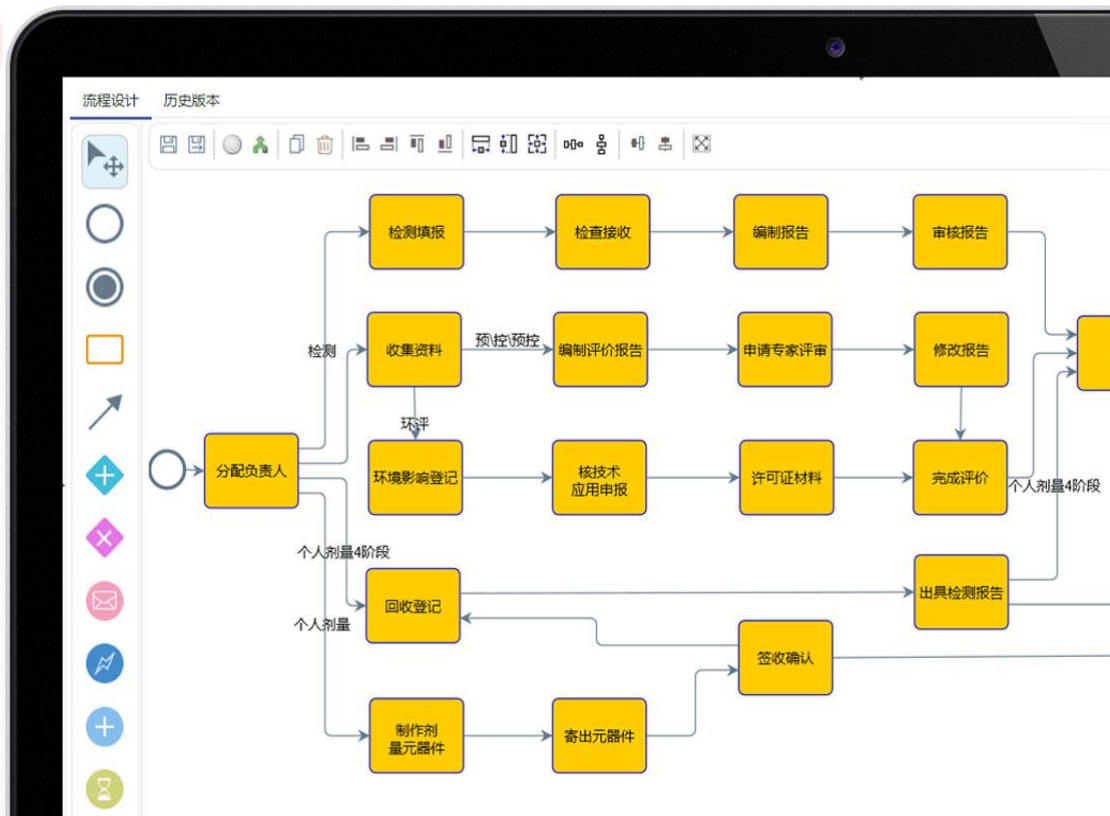 流程设计
历史版本
检测填报
检查接收
编制报告
审核报告
检测
收集资料
预\控\预控
编制评价报告
申请专家评审
修改报告
环评
分配负责人
环境影响登记
核技术
应用申报
许可证材料
完成评价
个人剂量4阶段
个人剂量4阶段
回收登记
出具检测报告
个人剂量
签收确认
制作剂
量元器件
寄出元器件